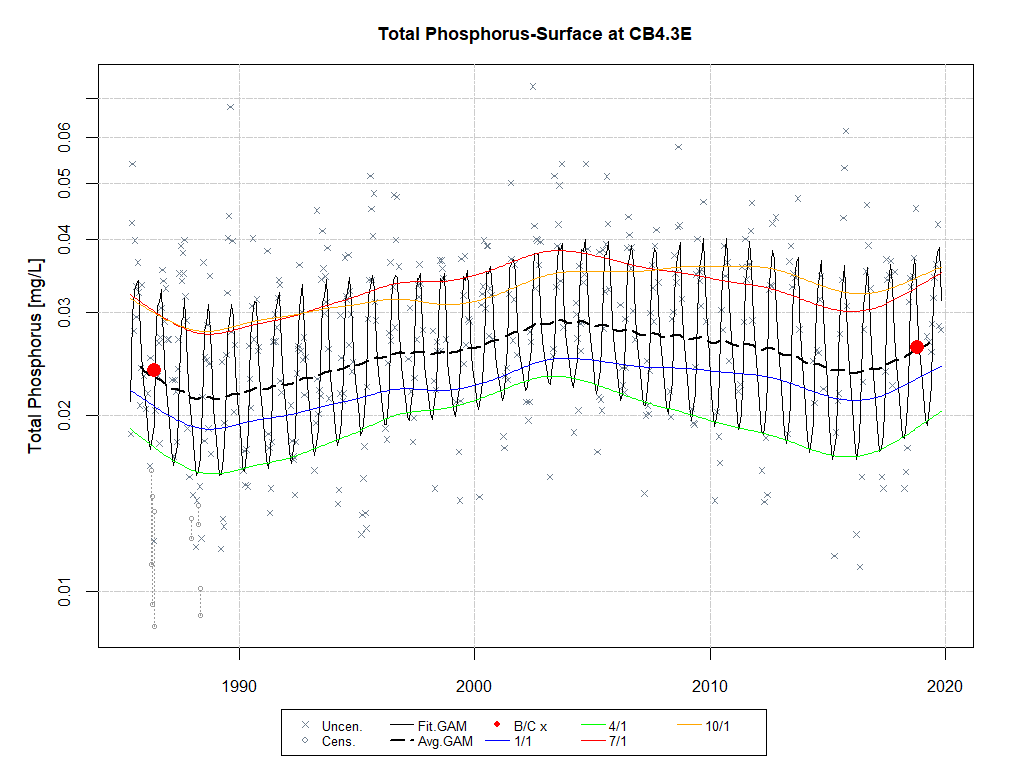 Total Phosphorus-Surface at CB4.3E
Total Phosphorus [mg/L]
0.06
0.05
0.04
0.03
0.02
0.01
1990 2000 2010 2020
Uncen. Fit.GAM B/C x 4/1 10/1
Cens. Avg.GAM 1/1 7/1